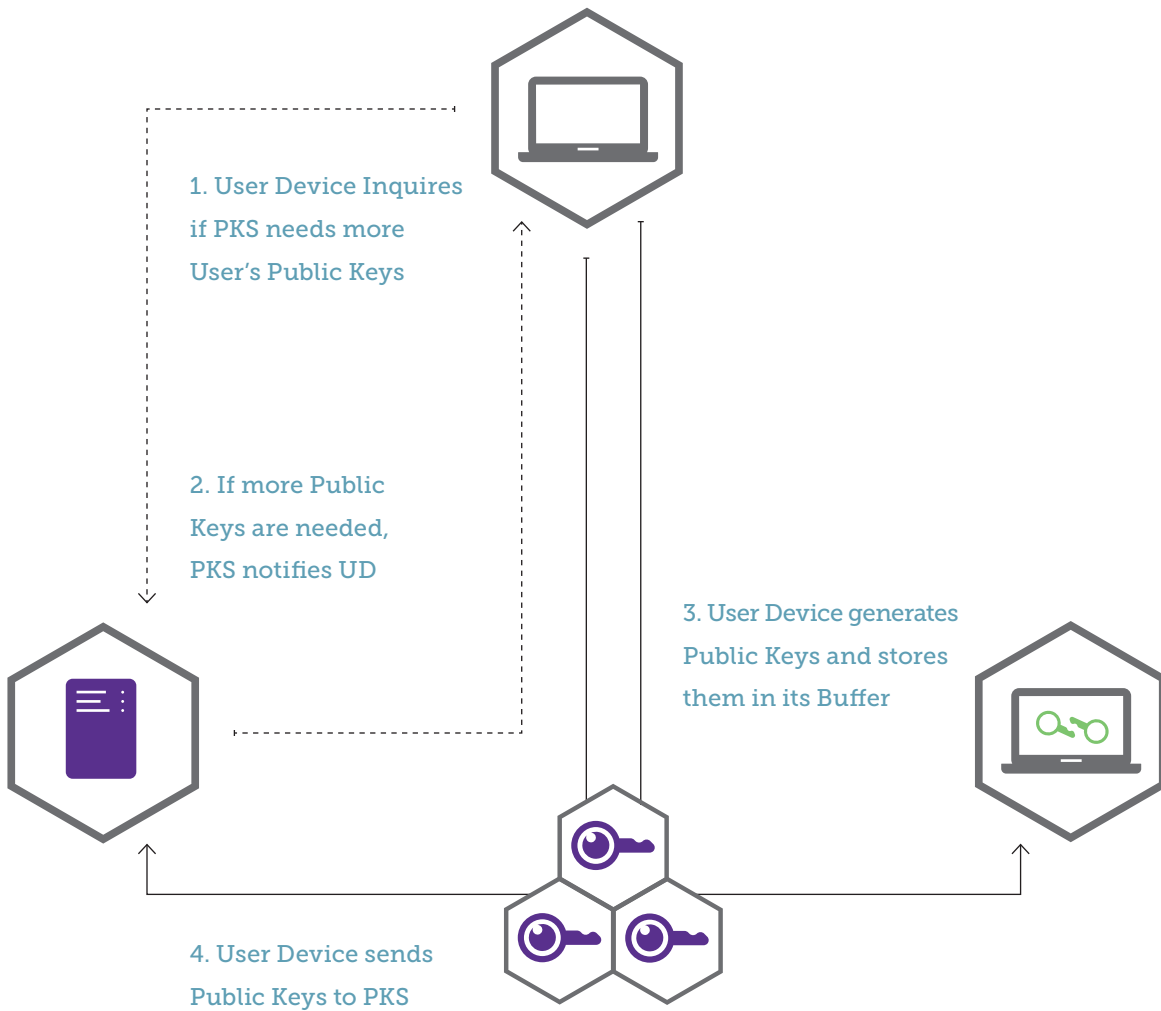 1. User Device Inquires
if PKS needs more
User’s Public Keys
2. If more Public
Keys are needed,
PKS notifies UD
3. User Device generates
Public Keys and stores
them in its Buffer
4. User Device sends
Public Keys to PKS